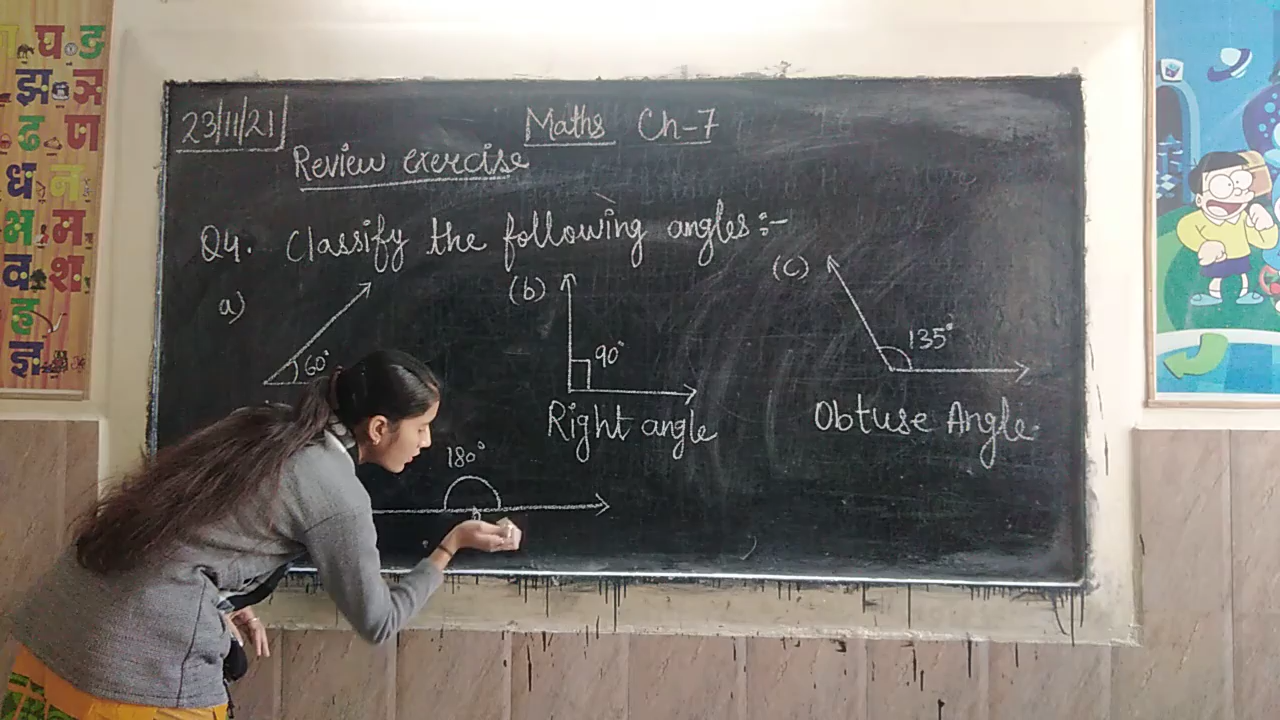 23/11/21
Maths Ch-7
Review exercise
Q4. Classify the following angles:-
a)
60°
(b)
90°
Right angle
(c)
135°
Obtuse Angle
180°
घ ङ
झ ञ
ढ ण
ध न
भ म
व श
ह
ज्ञ